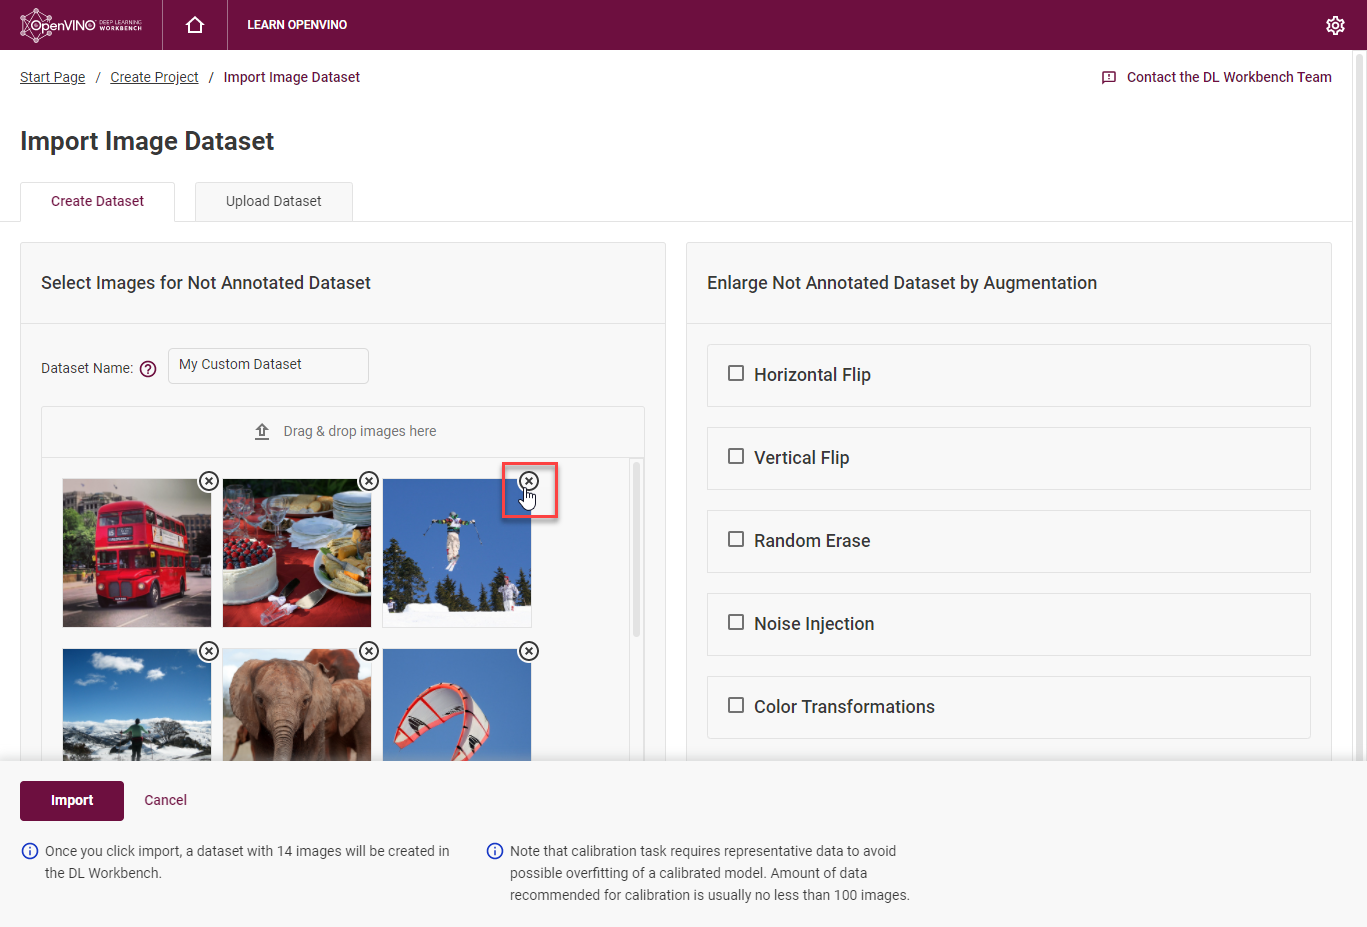 OpenVINO DEEP LEARNING WORKBENCH
LEARN OPENVINO
Start Page / Create Project / Import Image Dataset
Contact the DL Workbench Team
Import Image Dataset
Create Dataset
Upload Dataset
Select Images for Not Annotated Dataset
Dataset Name:
My Custom Dataset
Drag & drop images here
Enlarge Not Annotated Dataset by Augmentation
Horizontal Flip
Vertical Flip
Random Erase
Noise Injection
Color Transformations
Import
Cancel
Once you click import, a dataset with 14 images will be created in
the DL Workbench.
Note that calibration task requires representative data to avoid
possible overfitting of a calibrated model. Amount of data
recommended for calibration is usually no less than 100 images.